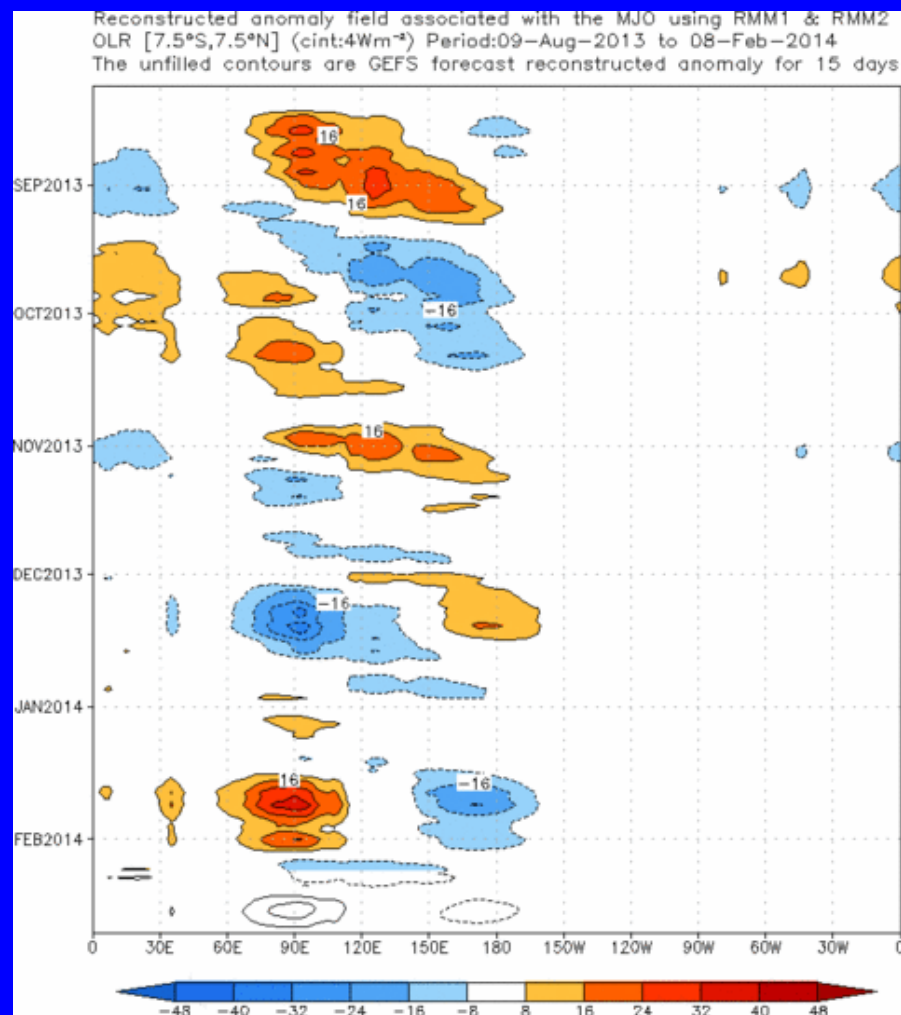 Reconstructed anomaly field associated with the MJO using RMM1 & RMM2
OLR [7.5°S,7.5°N] (cint:4Wm⁻²) Period:09-Aug-2013 to 08-Feb-2014
The unfilled contours are GEFS forecast reconstructed anomaly for 15 days
16
SEP2013
16
-16
OCT2013
16
NOV2013
DEC2013
-16
JAN2014
16
-16
FEB2014
0 30E 60E 90E 120E 150E 180 150W 120W 90W 60W 30W 0
-48 -40 -32 -24 -16 -8 8 16 24 32 40 48